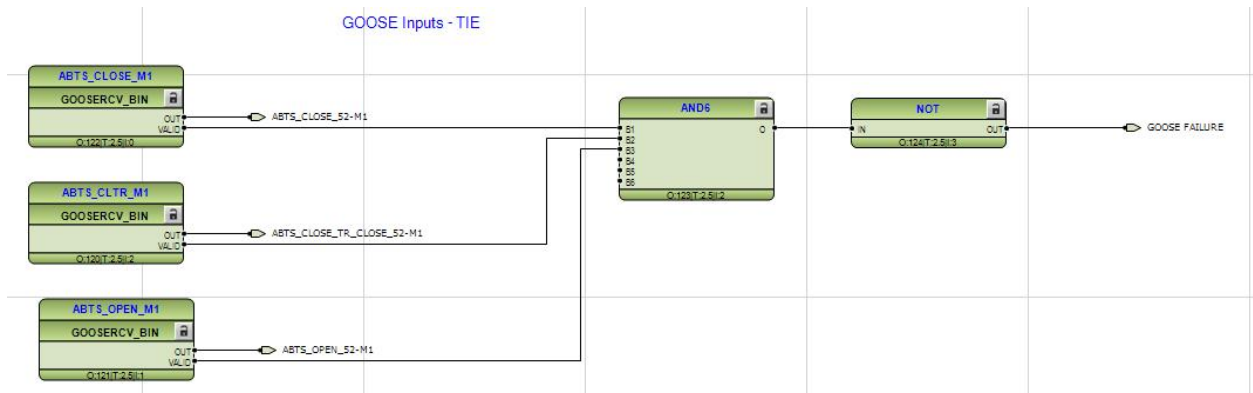 GOOSE Inputs - TIE
ABTS_CLOSE_M1
GOOSERCV_BIN
OUT
VALID
O:122|T:2.5|I:0
ABTS_CLOSE_52-M1
ABTS_CLTR_M1
GOOSERCV_BIN
OUT
VALID
O:120|T:2.5|I:2
ABTS_CLOSE_TR_CLOSE_52-M1
ABTS_OPEN_M1
GOOSERCV_BIN
OUT
VALID
O:121|T:2.5|I:1
ABTS_OPEN_52-M1
AND6
B1
O
B2
B3
B4
B5
B6
O:123|T:2.5|I:2
NOT
IN
OUT
O:124|T:2.5|I:3
GOOSE FAILURE